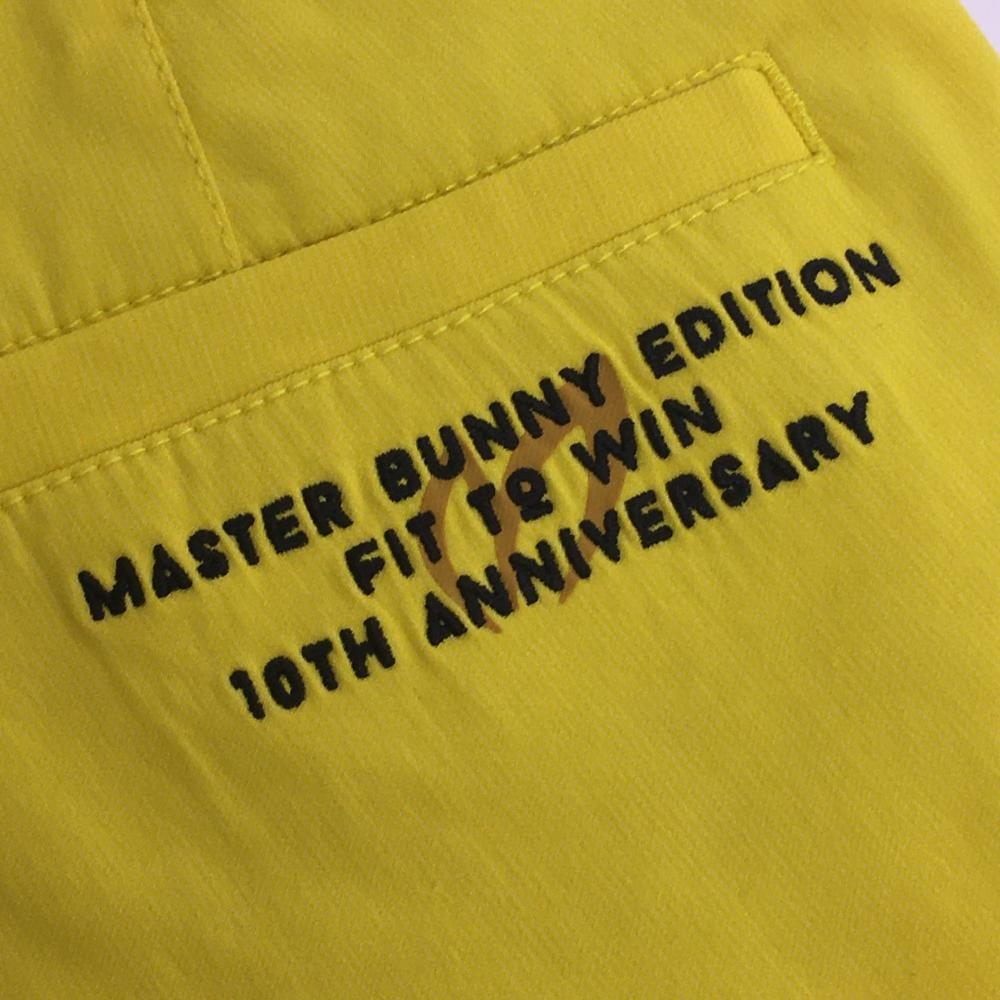 MASTER BUNNY EDITION
FIT TO WIN
10TH ANNIVERSARY